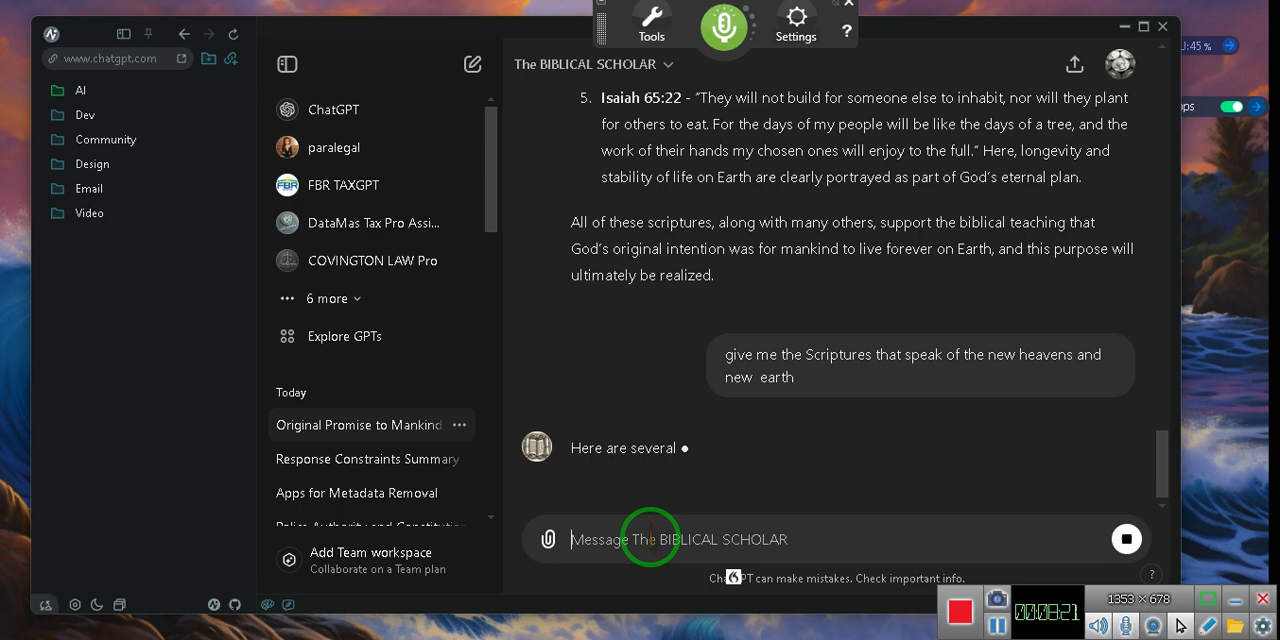 Tools
Settings
?
www.chatgpt.com
AI
Dev
Community
Design
Email
Video
ChatGPT
paralegal
FBR TAXGPT
DataMas Tax Pro Assi...
COVINGTON LAW Pro
6 more
Explore GPTs
Today
Original Promise to Mankind
Response Constraints Summary
Apps for Metadata Removal
Add Team workspace
Collaborate on a Team plan
The BIBLICAL SCHOLAR
5. Isaiah 65:22 - "They will not build for someone else to inhabit, nor will they plant
for others to eat. For the days of my people will be like the days of a tree, and the
work of their hands my chosen ones will enjoy to the full." Here, longevity and
stability of life on Earth are clearly portrayed as part of God's eternal plan.
All of these scriptures, along with many others, support the biblical teaching that
God's original intention was for mankind to live forever on Earth, and this purpose will
ultimately be realized.
give me the Scriptures that speak of the new heavens and
new earth
Here are several
Message The BIBLICAL SCHOLAR
6
PT can make mistakes. Check important info.
?
45%
1353 × 678
00:08:21